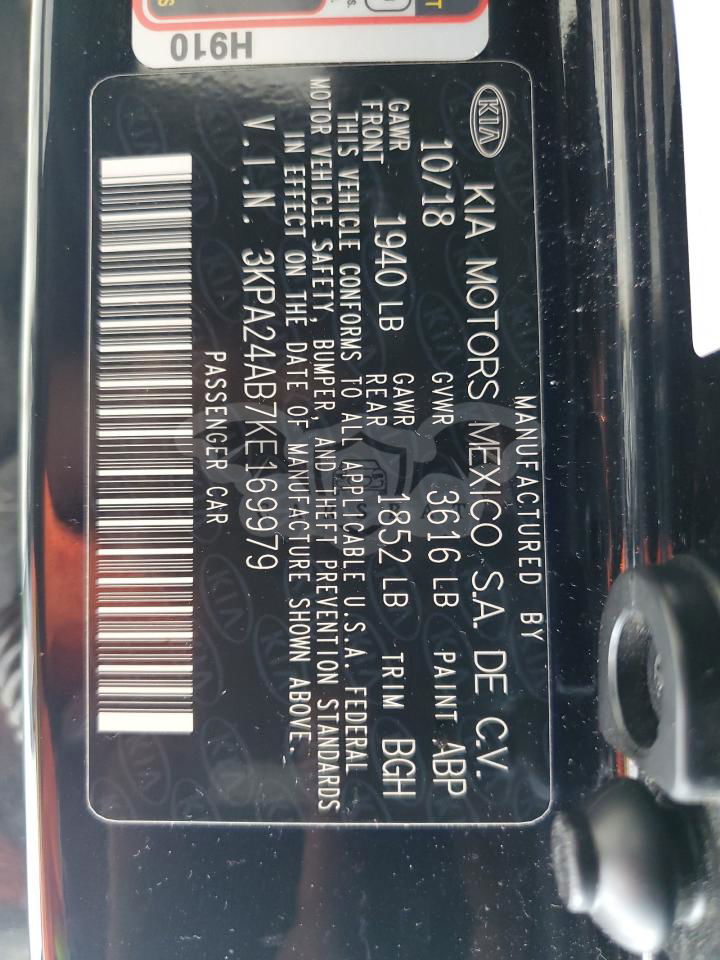 H910
MANUFACTURED BY
KIA KIA MOTORS MEXICO S.A. DE C.V.
10/18 GVWR 3616 LB PAINT ABP
GAWR FRONT 1940 LB GAWR REAR 1852 LB TRIM BGH
THIS VEHICLE CONFORMS TO ALL APPLICABLE U.S.A. FEDERAL
MOTOR VEHICLE SAFETY, BUMPER, AND THEFT PREVENTION STANDARDS
IN EFFECT ON THE DATE OF MANUFACTURE SHOWN ABOVE.
V.I.N. 3KPA24AB7KE169979
PASSENGER CAR